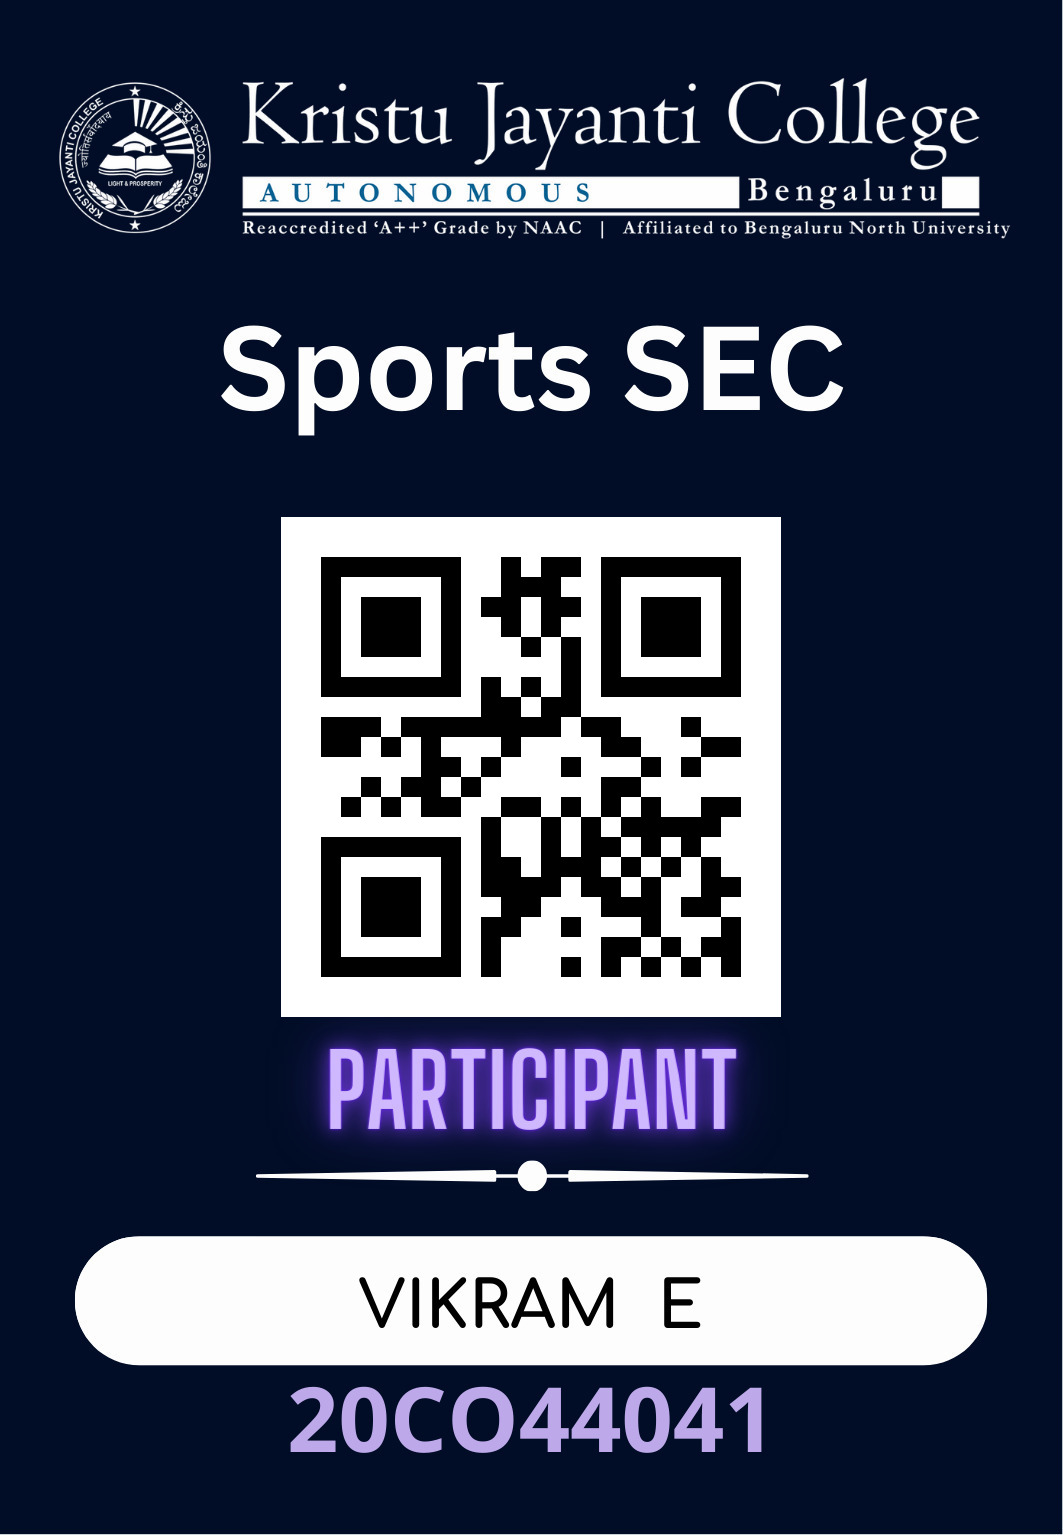 KRISTU JAYANTI COLLEGE
LIGHT & PROSPERITY
Kristu Jayanti College
AUTONOMOUS Bengaluru
Reaccredited ‘A++’ Grade by NAAC | Affiliated to Bengaluru North University
Sports SEC
PARTICIPANT
VIKRAM E
20CO44041